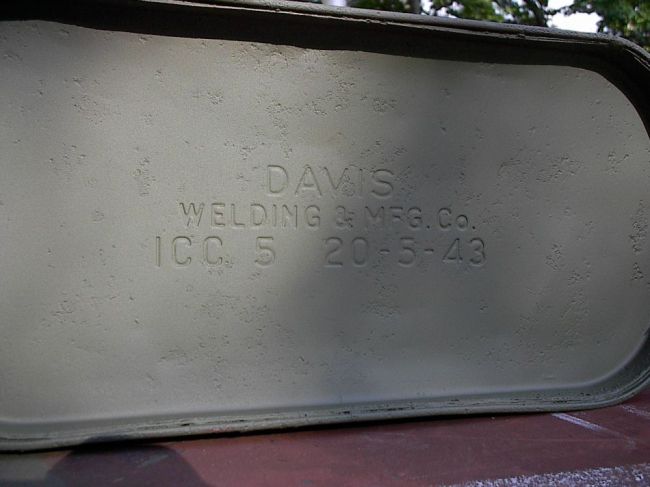 DAVIS
WELDING & MFG. Co.
ICC 5 20-5-43